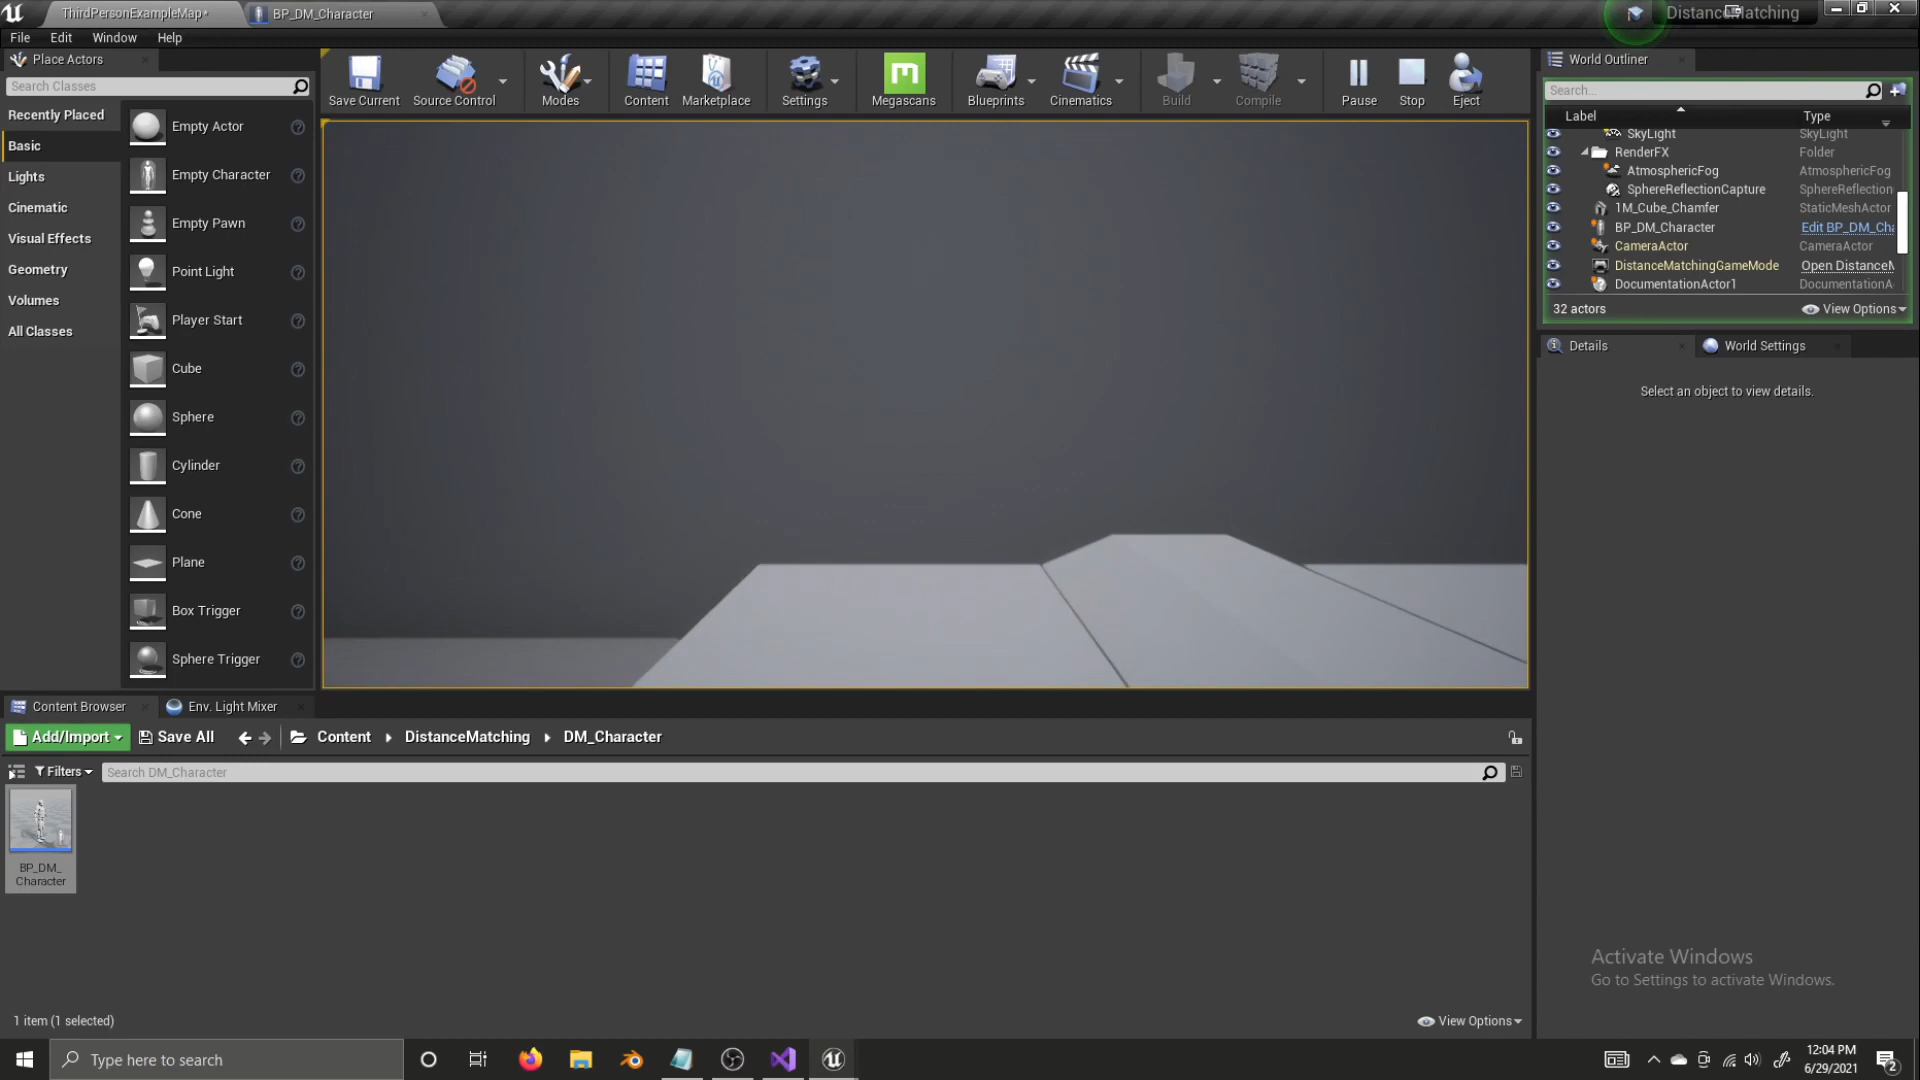 ThirdPersonExampleMap*
BP_DM_Character
DistanceMatching
File Edit Window Help
Place Actors
Search Classes
Recently Placed
Basic
Lights
Cinematic
Visual Effects
Geometry
Volumes
All Classes
Empty Actor
Empty Character
Empty Pawn
Point Light
Player Start
Cube
Sphere
Cylinder
Cone
Plane
Box Trigger
Sphere Trigger
Save Current
Source Control
Modes
Content
Marketplace
Settings
Megascans
Blueprints
Cinematics
Build
Compile
Pause
Stop
Eject
World Outliner
Search...
Label Type
SkyLight SkyLight
RenderFX Folder
AtmosphericFog AtmosphericFog
SphereReflectionCapture SphereReflection
1M_Cube_Chamfer StaticMeshActor
BP_DM_Character Edit BP_DM_Cha
CameraActor CameraActor
DistanceMatchingGameMode Open DistanceM
DocumentationActor1 DocumentationA
32 actors
View Options
Details
World Settings
Select an object to view details.
Content Browser
Env. Light Mixer
Add/Import
Save All
Content
DistanceMatching
DM_Character
Filters
Search DM_Character
BP_DM_
Character
1 item (1 selected)
View Options
Activate Windows
Go to Settings to activate Windows.
Type here to search
12:04 PM
6/29/2021
2